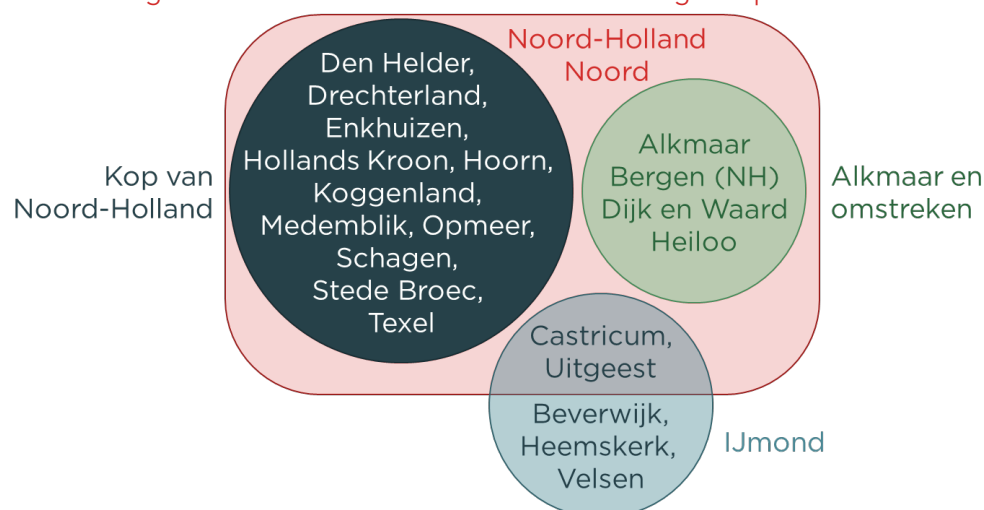 Noord-Holland
Noord
Den Helder,
Drechterland,
Enkhuizen,
Hollands Kroon, Hoorn,
Koggenland,
Medemblik, Opmeer,
Schagen,
Stede Broec,
Texel
Kop van
Noord-Holland
Alkmaar
Bergen (NH)
Dijk en Waard
Heiloo
Alkmaar en
omstreken
Castricum,
Uitgeest
Beverwijk,
Heemskerk,
Velsen
IJmond